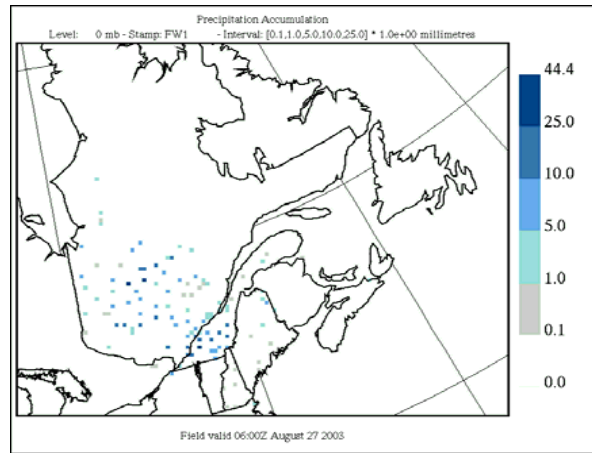 Precipitation Accumulation
Level: 0 mb - Stamp: FW1 - Interval: [0.1,1.0,5.0,10.0,25.0] * 1.0e+00 millimetres
44.4
25.0
10.0
5.0
1.0
0.1
0.0
Field valid 06:00Z August 27 2003